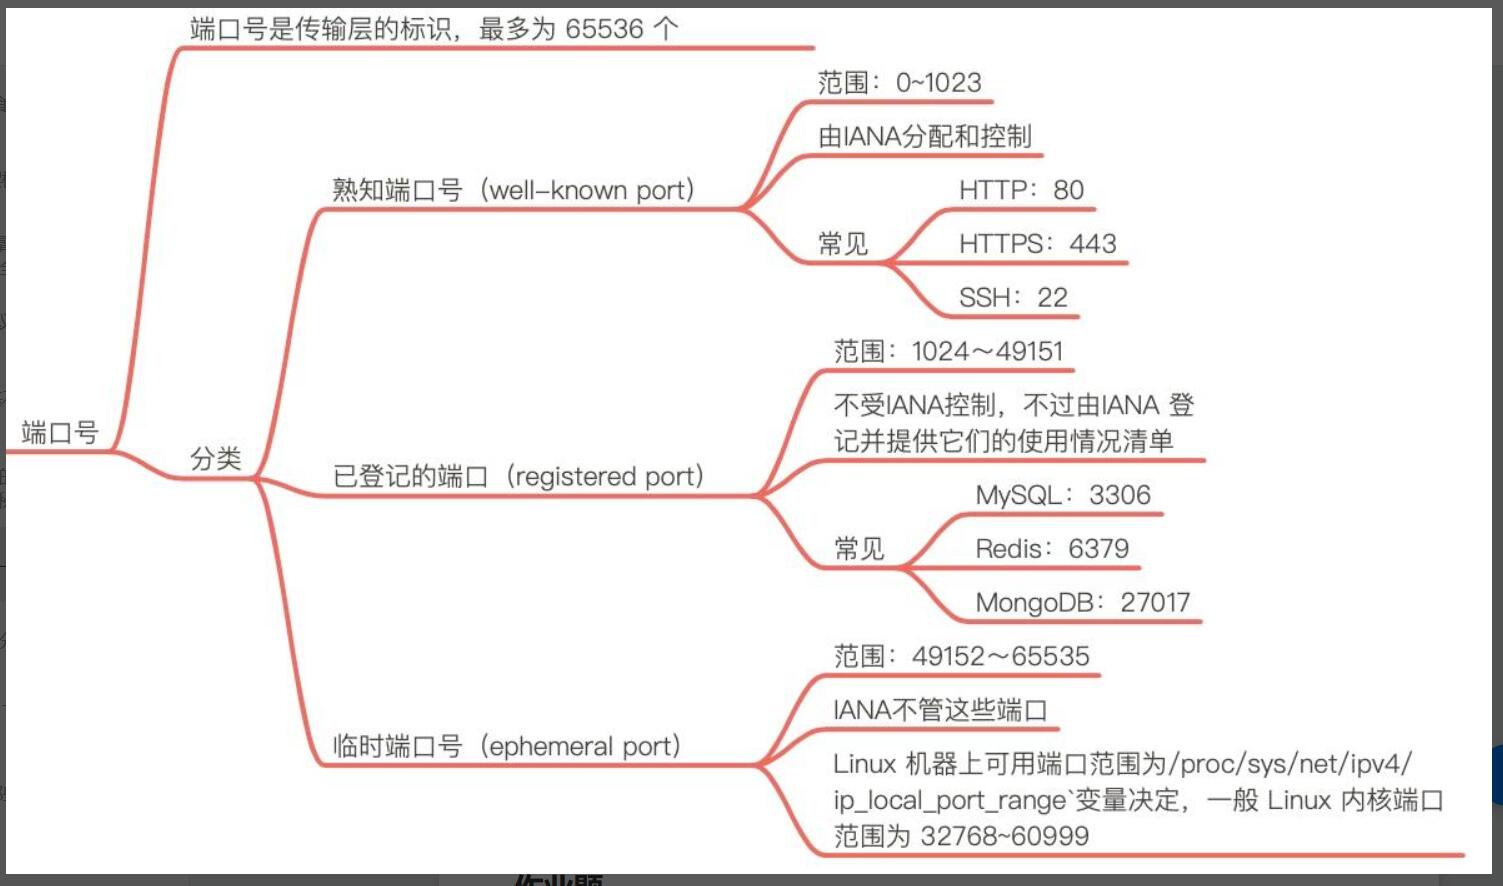 端口号是传输层的标识，最多为 65536 个
范围：0~1023
由IANA分配和控制
熟知端口号（well–known port）
HTTP：80
常见
HTTPS：443
SSH：22
范围：1024～49151
不受IANA控制，不过由IANA 登
记并提供它们的使用情况清单
端口号
分类
已登记的端口（registered port）
MySQL：3306
常见
Redis：6379
MongoDB：27017
范围：49152～65535
IANA不管这些端口
临时端口号（ephemeral port）
Linux 机器上可用端口范围为/proc/sys/net/ipv4/
ip_local_port_range`变量决定，一般 Linux 内核端口
范围为 32768~60999